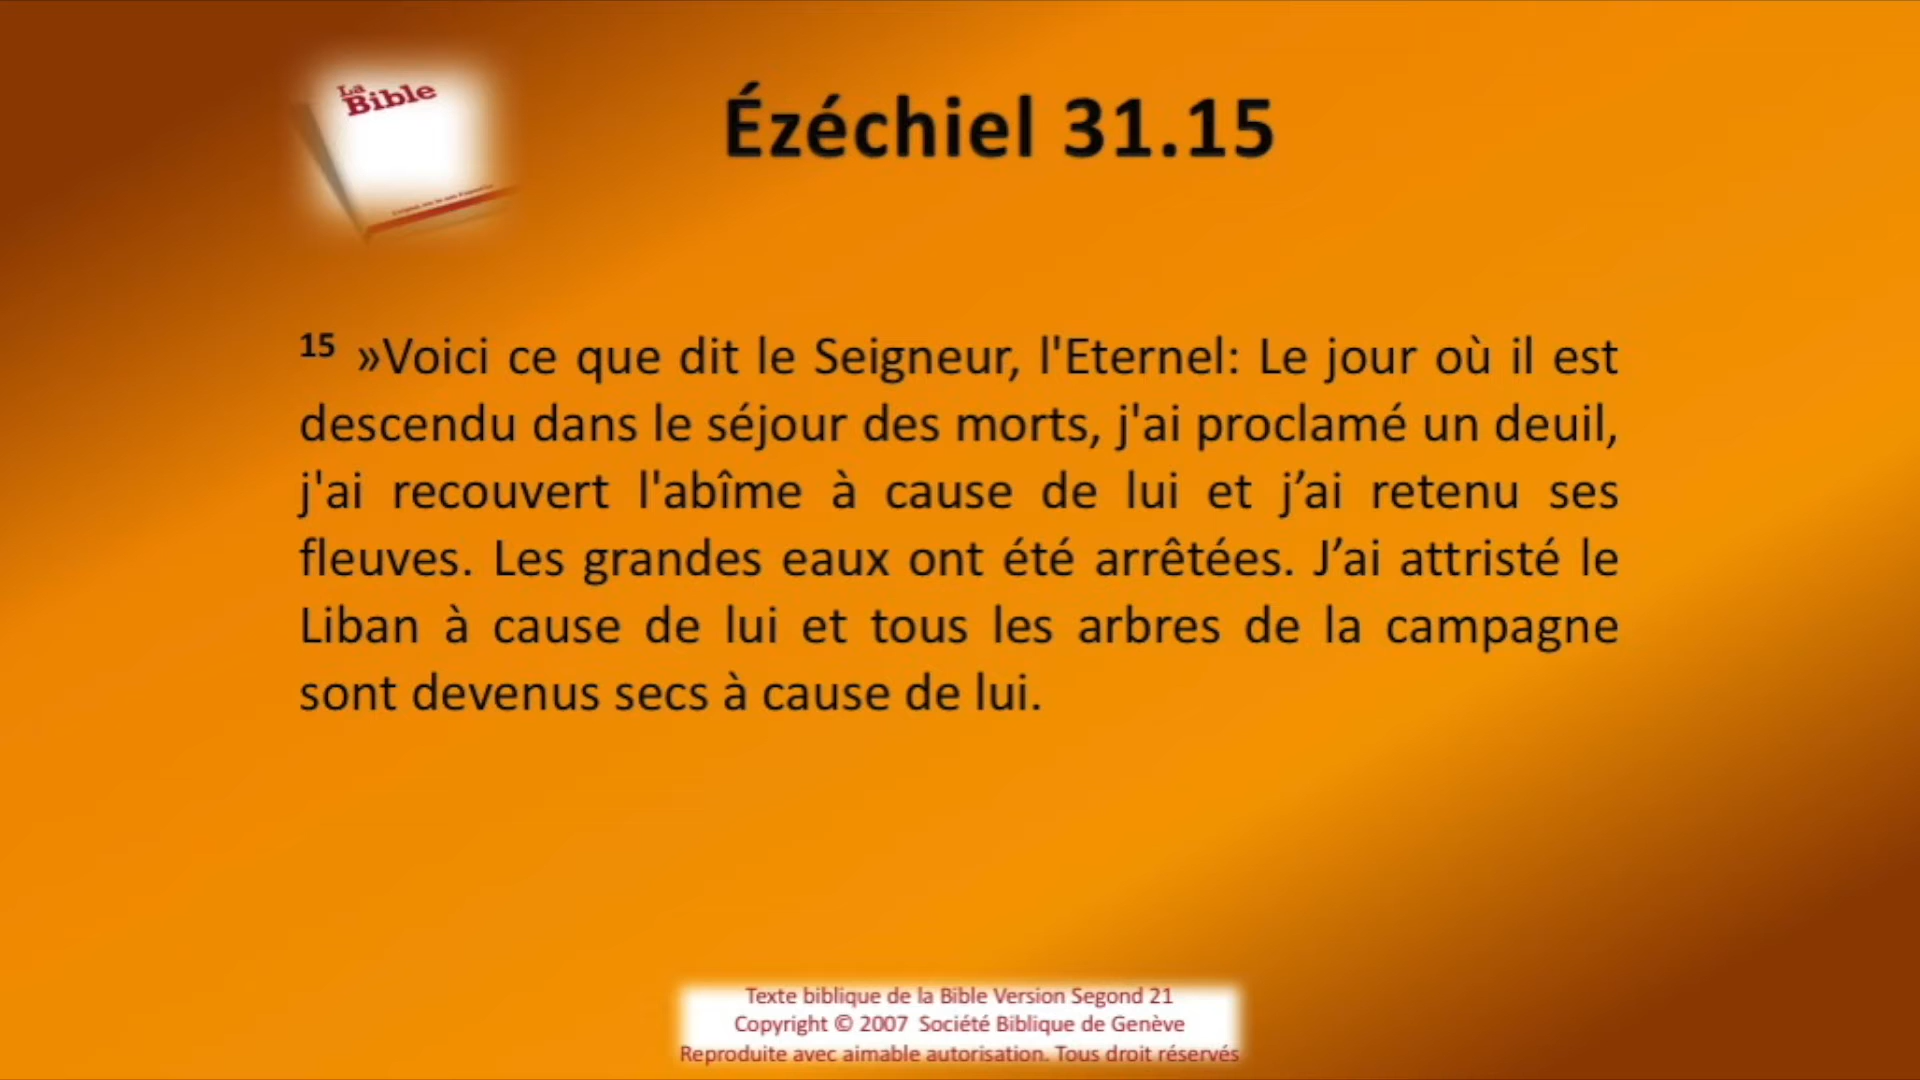 La
Bible
Ézéchiel 31.15
15 »Voici ce que dit le Seigneur, l'Eternel: Le jour où il est
descendu dans le séjour des morts, j'ai proclamé un deuil,
j'ai recouvert l'abîme à cause de lui et j’ai retenu ses
fleuves. Les grandes eaux ont été arrêtées. J’ai attristé le
Liban à cause de lui et tous les arbres de la campagne
sont devenus secs à cause de lui.
Texte biblique de la Bible Version Segond 21
Copyright © 2007 Société Biblique de Genève
Reproduite avec aimable autorisation. Tous droit réservés